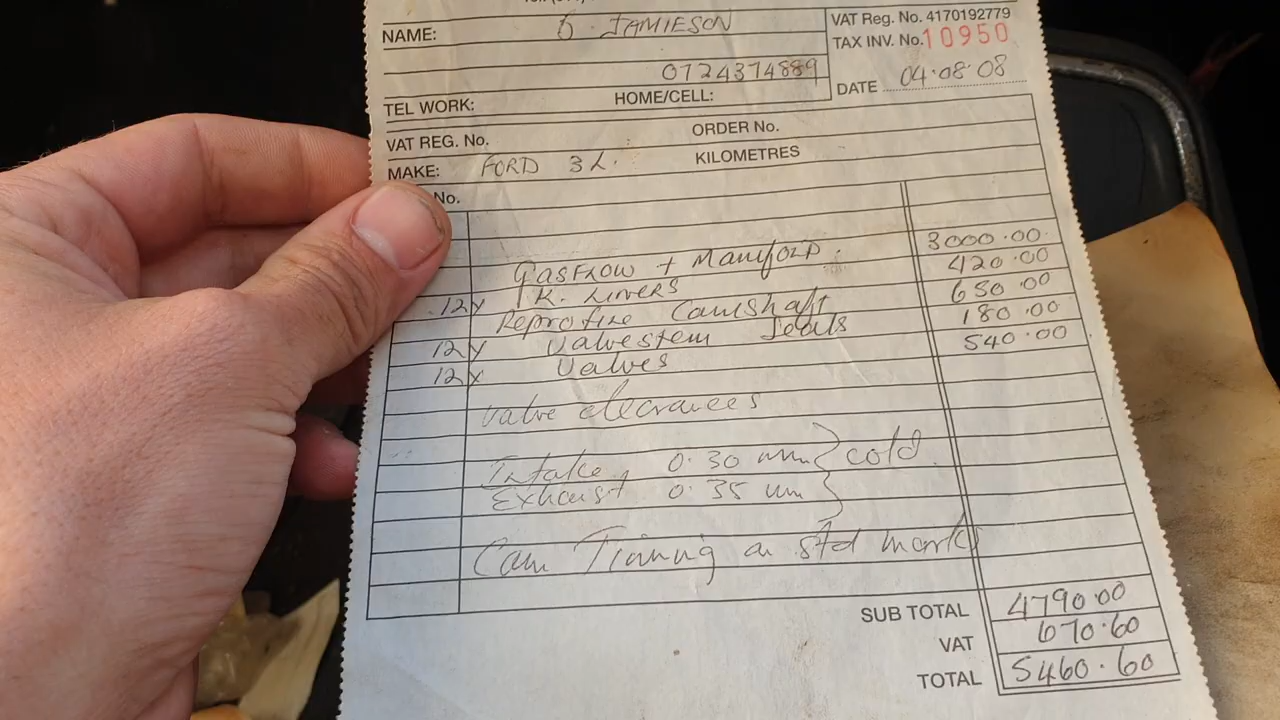 NAME: G. JAMIESON
VAT Reg. No. 4170192779
TAX INV. No. 10950
0724374889
DATE 04.08.08
TEL WORK: HOME/CELL:
VAT REG. No. ORDER No.
MAKE: FORD 3L. KILOMETRES
No.
Gasflow + Manifold. 3000.00
12x K. Liners 420.00
Reprofile Camshaft 650.00
12x Valvestem Seals 180.00
12x Valves 540.00
Valve clearances
Intake, 0.30 mm } cold.
Exhaust 0.35 mm }
Cam Timing on std marks
SUB TOTAL 4790.00
VAT 670.60
TOTAL 5460.60